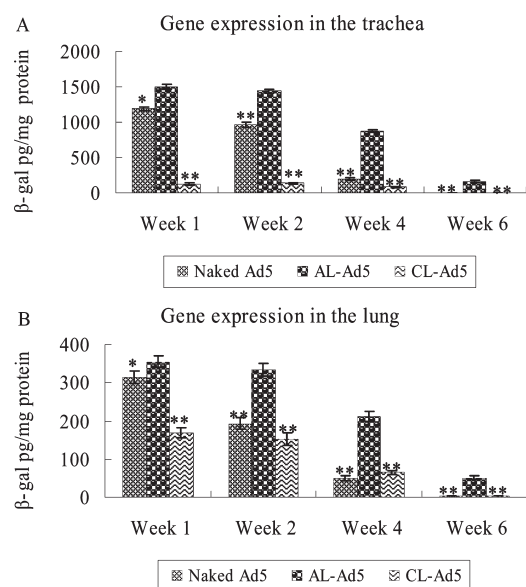 A
Gene expression in the trachea
β-gal pg/mg protein
2000
1500
1000
500
0
*
**
**
**
**
**
**
**
Week 1
Week 2
Week 4
Week 6
Naked Ad5
AL-Ad5
CL-Ad5
B
Gene expression in the lung
β-gal pg/mg protein
400
300
200
100
0
*
**
**
**
**
**
**
**
Week 1
Week 2
Week 4
Week 6
Naked Ad5
AL-Ad5
CL-Ad5